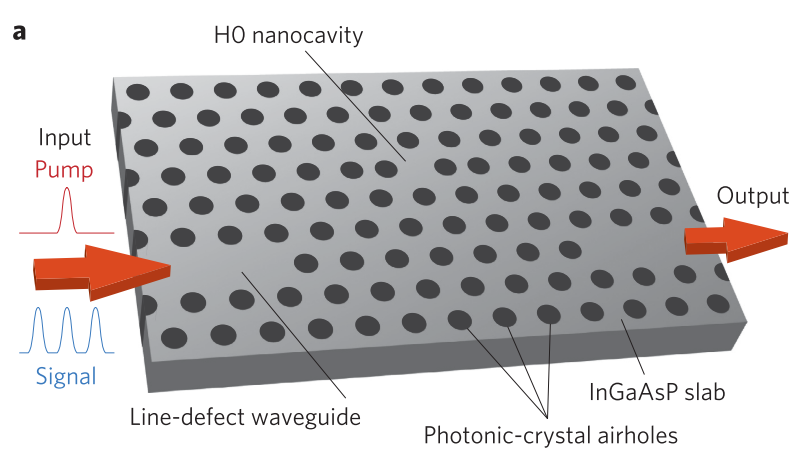 a
H0 nanocavity
Input
Pump
Output
Signal
InGaAsP slab
Line-defect waveguide
Photonic-crystal airholes